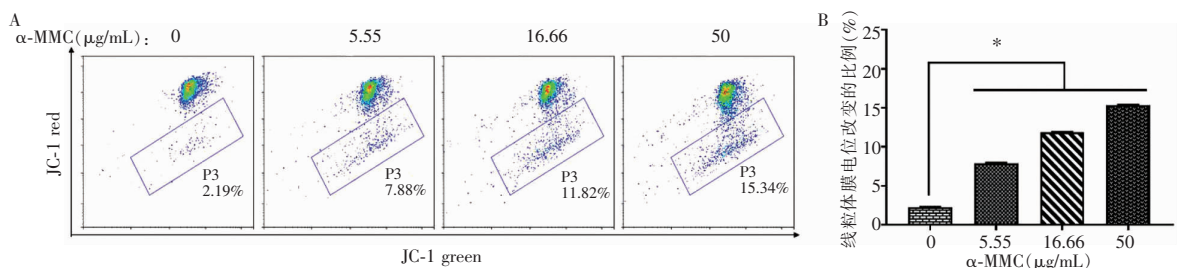 A
α-MMC(μg/mL): 0 5.55 16.66 50
JC-1 red
P3
2.19%
P3
7.88%
P3
11.82%
P3
15.34%
JC-1 green
B
线粒体膜电位改变的比例(%)
25
20
15
10
5
0
*
0 5.55 16.66 50
α-MMC(μg/mL)